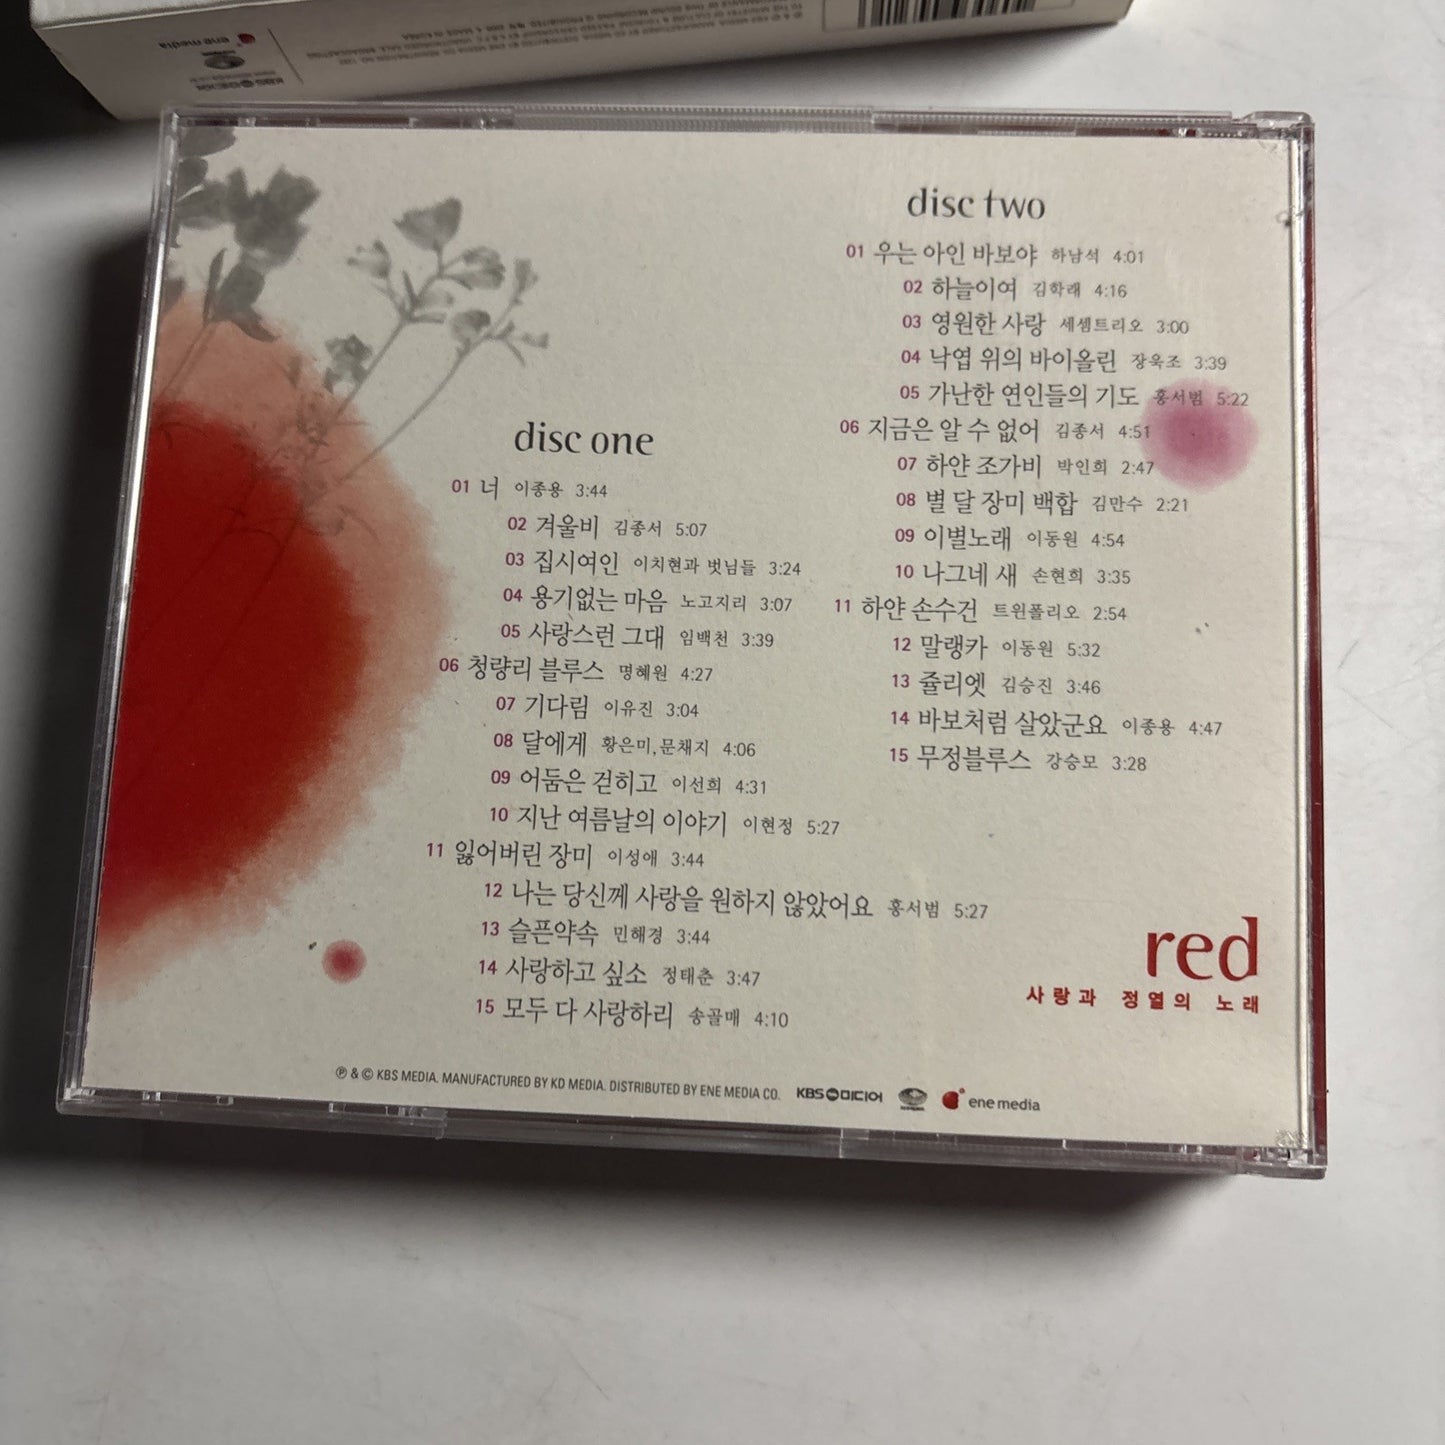 ene media
disc one
01 너 이종용 3:44
02 겨울비 김종서 5:07
03 집시여인 이치현과 벗님들 3:24
04 용기없는 마음 노고지리 3:07
05 사랑스런 그대 임백천 3:39
06 청량리 블루스 명혜원 4:27
07 기다림 이유진 3:04
08 달에게 황은미,문채지 4:06
09 어둠은 걷히고 이선희 4:31
10 지난 여름날의 이야기 이현정 5:27
11 잃어버린 장미 이성애 3:44
12 나는 당신께 사랑을 원하지 않았어요 홍서범 5:27
13 슬픈약속 민해경 3:44
14 사랑하고 싶소 정태춘 3:47
15 모두 다 사랑하리 송골매 4:10
disc two
01 우는 아인 바보야 하남석 4:01
02 하늘이여 김학래 4:16
03 영원한 사랑 세셈트리오 3:00
04 낙엽 위의 바이올린 장욱조 3:39
05 가난한 연인들의 기도 홍서범 5:22
06 지금은 알 수 없어 김종서 4:51
07 하얀 조가비 박인희 2:47
08 별 달 장미 백합 김만수 2:21
09 이별노래 이동원 4:54
10 나그네 새 손현희 3:35
11 하얀 손수건 트윈폴리오 2:54
12 말랭카 이동원 5:32
13 쥴리엣 김승진 3:46
14 바보처럼 살았군요 이종용 4:47
15 무정블루스 강승모 3:28
red
사랑과 정열의 노래
℗ & © KBS MEDIA. MANUFACTURED BY KD MEDIA. DISTRIBUTED BY ENE MEDIA CO. KBS 미디어 ene media